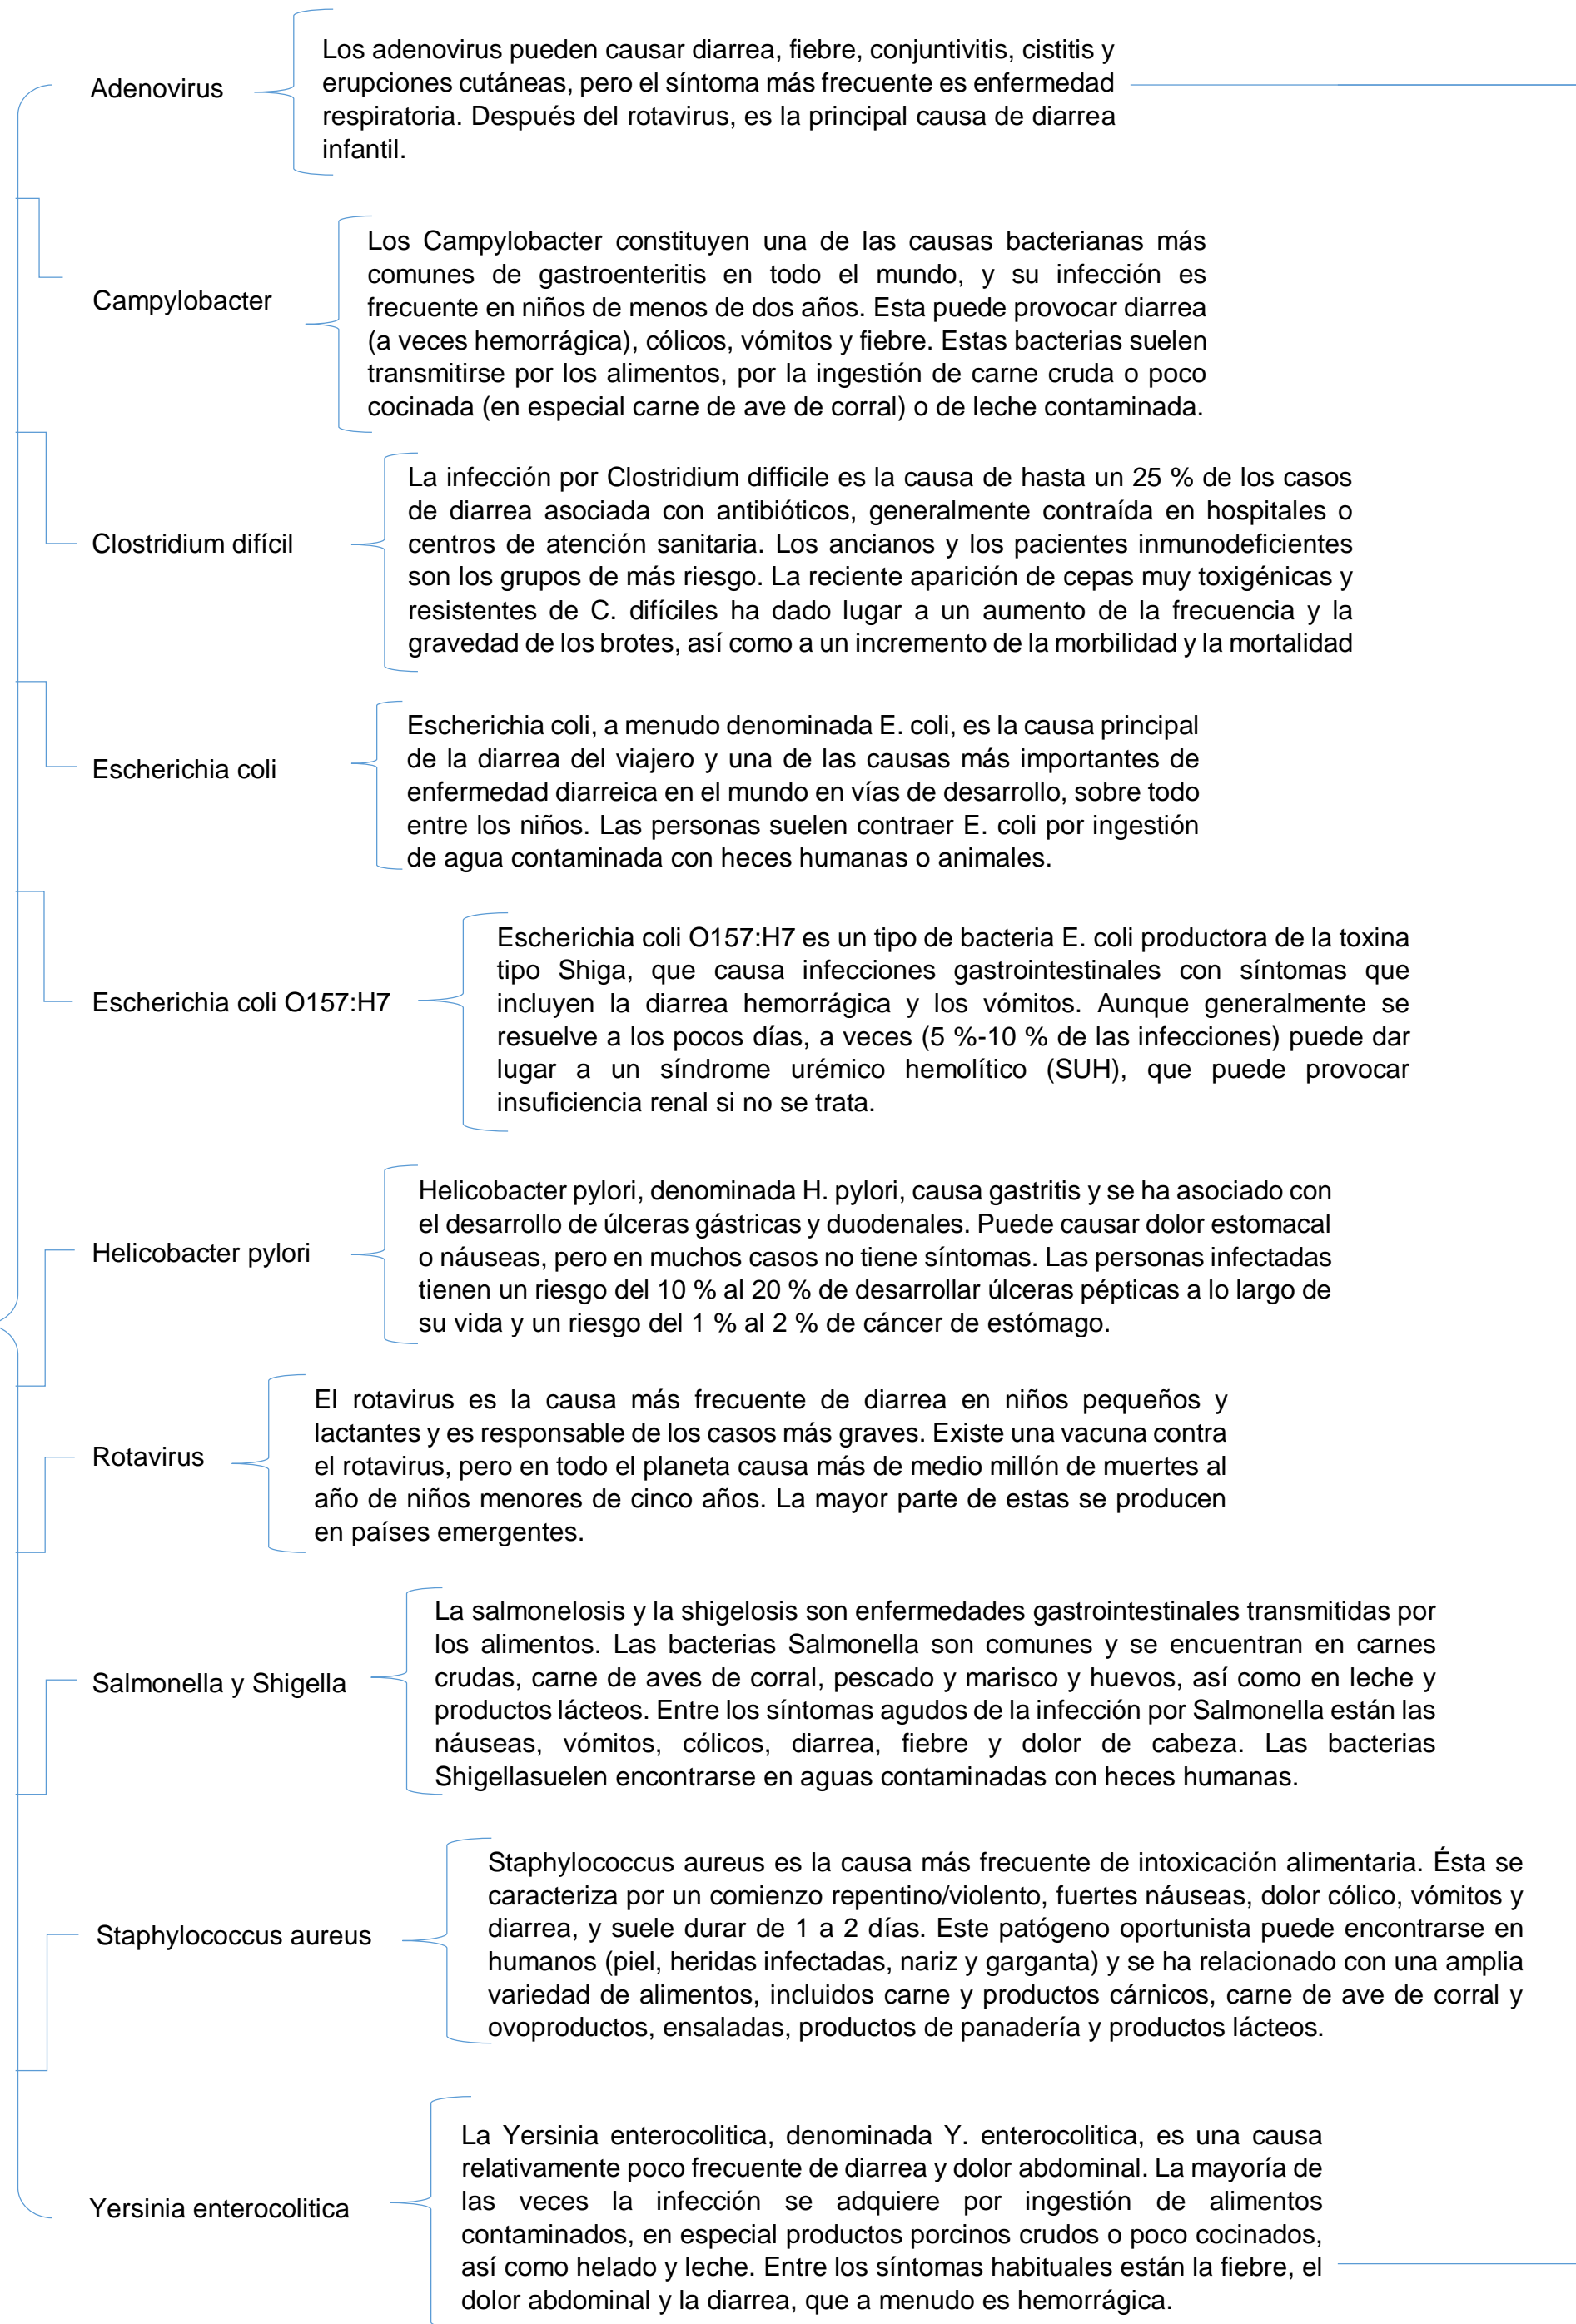 Adenovirus
Los adenovirus pueden causar diarrea, fiebre, conjuntivitis, cistitis y
erupciones cutáneas, pero el síntoma más frecuente es enfermedad
respiratoria. Después del rotavirus, es la principal causa de diarrea
infantil.
Campylobacter
Los Campylobacter constituyen una de las causas bacterianas más
comunes de gastroenteritis en todo el mundo, y su infección es
frecuente en niños de menos de dos años. Esta puede provocar diarrea
(a veces hemorrágica), cólicos, vómitos y fiebre. Estas bacterias suelen
transmitirse por los alimentos, por la ingestión de carne cruda o poco
cocinada (en especial carne de ave de corral) o de leche contaminada.
Clostridium difícil
La infección por Clostridium difficile es la causa de hasta un 25 % de los casos
de diarrea asociada con antibióticos, generalmente contraída en hospitales o
centros de atención sanitaria. Los ancianos y los pacientes inmunodeficientes
son los grupos de más riesgo. La reciente aparición de cepas muy toxigénicas y
resistentes de C. difíciles ha dado lugar a un aumento de la frecuencia y la
gravedad de los brotes, así como a un incremento de la morbilidad y la mortalidad
Escherichia coli
Escherichia coli, a menudo denominada E. coli, es la causa principal
de la diarrea del viajero y una de las causas más importantes de
enfermedad diarreica en el mundo en vías de desarrollo, sobre todo
entre los niños. Las personas suelen contraer E. coli por ingestión
de agua contaminada con heces humanas o animales.
Escherichia coli O157:H7
Escherichia coli O157:H7 es un tipo de bacteria E. coli productora de la toxina
tipo Shiga, que causa infecciones gastrointestinales con síntomas que
incluyen la diarrea hemorrágica y los vómitos. Aunque generalmente se
resuelve a los pocos días, a veces (5 %-10 % de las infecciones) puede dar
lugar a un síndrome urémico hemolítico (SUH), que puede provocar
insuficiencia renal si no se trata.
Helicobacter pylori
Helicobacter pylori, denominada H. pylori, causa gastritis y se ha asociado con
el desarrollo de úlceras gástricas y duodenales. Puede causar dolor estomacal
o náuseas, pero en muchos casos no tiene síntomas. Las personas infectadas
tienen un riesgo del 10 % al 20 % de desarrollar úlceras pépticas a lo largo de
su vida y un riesgo del 1 % al 2 % de cáncer de estómago.
Rotavirus
El rotavirus es la causa más frecuente de diarrea en niños pequeños y
lactantes y es responsable de los casos más graves. Existe una vacuna contra
el rotavirus, pero en todo el planeta causa más de medio millón de muertes al
año de niños menores de cinco años. La mayor parte de estas se producen
en países emergentes.
Salmonella y Shigella
La salmonelosis y la shigelosis son enfermedades gastrointestinales transmitidas por
los alimentos. Las bacterias Salmonella son comunes y se encuentran en carnes
crudas, carne de aves de corral, pescado y marisco y huevos, así como en leche y
productos lácteos. Entre los síntomas agudos de la infección por Salmonella están las
náuseas, vómitos, cólicos, diarrea, fiebre y dolor de cabeza. Las bacterias
Shigellasuelen encontrarse en aguas contaminadas con heces humanas.
Staphylococcus aureus
Staphylococcus aureus es la causa más frecuente de intoxicación alimentaria. Ésta se
caracteriza por un comienzo repentino/violento, fuertes náuseas, dolor cólico, vómitos y
diarrea, y suele durar de 1 a 2 días. Este patógeno oportunista puede encontrarse en
humanos (piel, heridas infectadas, nariz y garganta) y se ha relacionado con una amplia
variedad de alimentos, incluidos carne y productos cárnicos, carne de ave de corral y
ovoproductos, ensaladas, productos de panadería y productos lácteos.
Yersinia enterocolitica
La Yersinia enterocolitica, denominada Y. enterocolitica, es una causa
relativamente poco frecuente de diarrea y dolor abdominal. La mayoría de
las veces la infección se adquiere por ingestión de alimentos
contaminados, en especial productos porcinos crudos o poco cocinados,
así como helado y leche. Entre los síntomas habituales están la fiebre, el
dolor abdominal y la diarrea, que a menudo es hemorrágica.